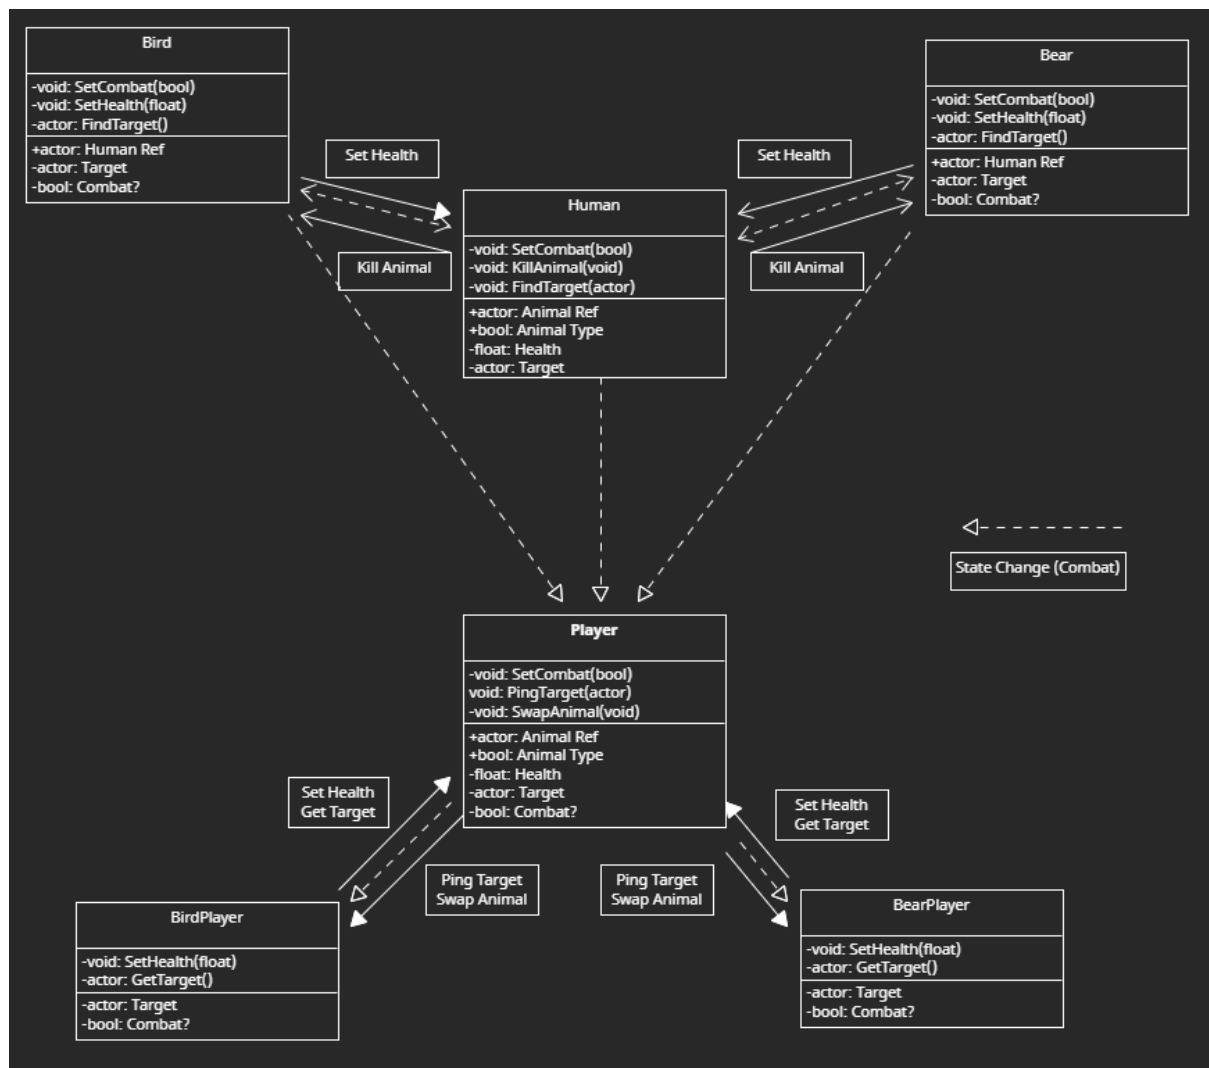 Bird
-void: SetCombat(bool)
-void: SetHealth(float)
-actor: FindTarget()
+actor: Human Ref
-actor: Target
-bool: Combat?
Bear
-void: SetCombat(bool)
-void: SetHealth(float)
-actor: FindTarget()
+actor: Human Ref
-actor: Target
-bool: Combat?
Set Health
Set Health
Human
-void: SetCombat(bool)
-void: KillAnimal(void)
-void: FindTarget(actor)
+actor: Animal Ref
+bool: Animal Type
-float: Health
-actor: Target
Kill Animal
Kill Animal
State Change (Combat)
Player
-void: SetCombat(bool)
void: PingTarget(actor)
-void: SwapAnimal(void)
+actor: Animal Ref
+bool: Animal Type
-float: Health
-actor: Target
-bool: Combat?
Set Health
Get Target
Set Health
Get Target
Ping Target
Swap Animal
Ping Target
Swap Animal
BirdPlayer
-void: SetHealth(float)
-actor: GetTarget()
-actor: Target
-bool: Combat?
BearPlayer
-void: SetHealth(float)
-actor: GetTarget()
-actor: Target
-bool: Combat?